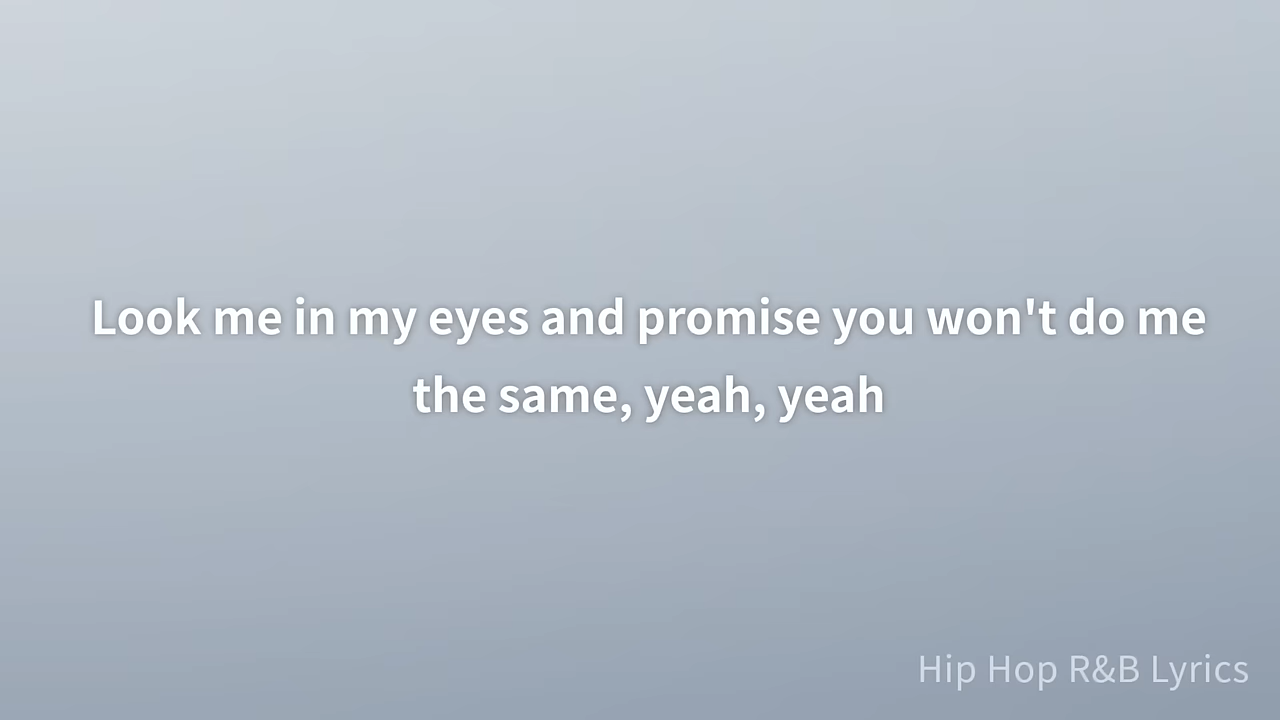 Look me in my eyes and promise you won't do me
the same, yeah, yeah
Hip Hop R&B Lyrics